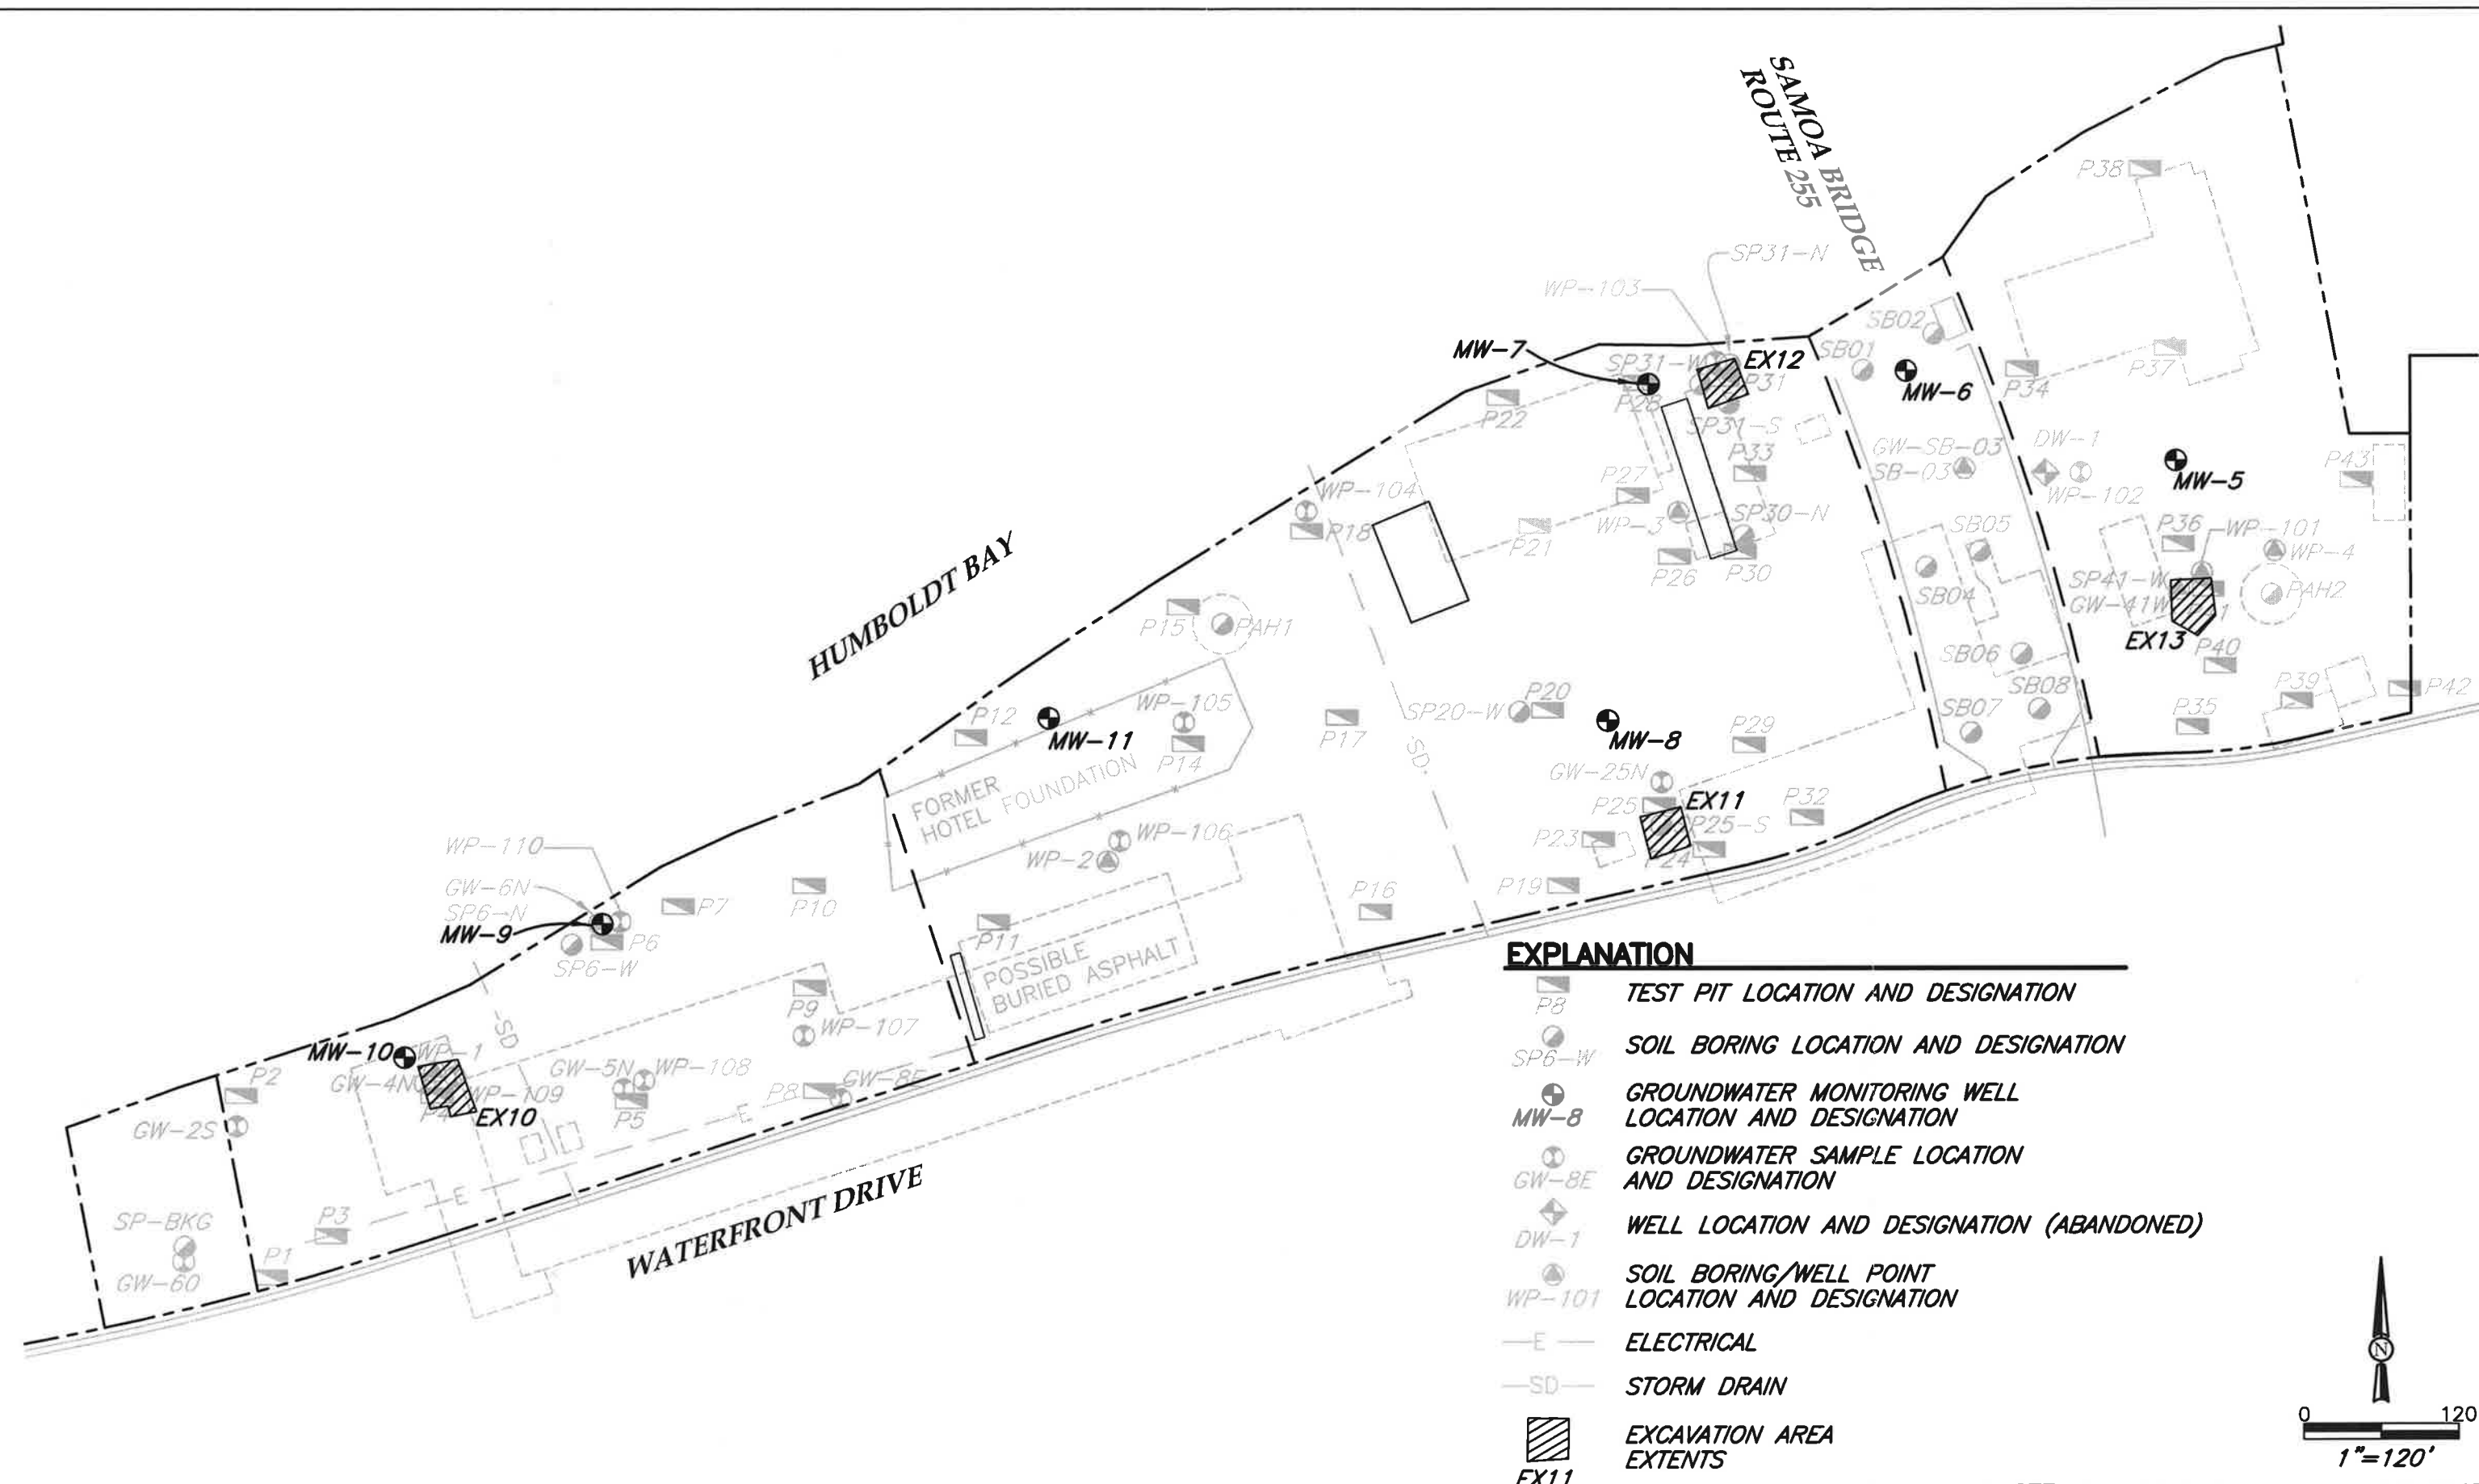 SAMOA BRIDGE
ROUTE 255
P38
SP31-N
WP-103
SB02
MW-7
SP31-W
EX12
SB01
P31
MW-6
P34
P37
P28
P22
SP31-S
GW-SB-03
SB-03
DW-1
P33
P27
WP-102
MW-5
P43
WP-104
P18
WP-3
SP30-N
P21
SB05
P36
WP-101
WP-4
P26
P30
HUMBOLDT BAY
SB04
SP41-W
GW-41W
PAH2
P15
PAH1
EX13
P40
SB06
SB08
P12
MW-11
WP-105
P14
P17
SP20-W
P20
MW-8
P29
SB07
P35
P39
P42
SD
FORMER
HOTEL FOUNDATION
GW-25N
P25
EX11
P25-S
P32
P23
P24
WP-106
WP-2
WP-110
GW-6N
SP6-N
MW-9
P6
SP6-W
P7
P10
P16
P19
P11
POSSIBLE
BURIED ASPHALT
P9
WP-107
SD
MW-10
WP-1
GW-4N
WP-109
P4
EX10
GW-5N
WP-108
P5
P8
GW-8E
E
P2
GW-2S
E
P3
SP-BKG
GW-60
P1
WATERFRONT DRIVE
EXPLANATION
P8
TEST PIT LOCATION AND DESIGNATION
SP6-W
SOIL BORING LOCATION AND DESIGNATION
MW-8
GROUNDWATER MONITORING WELL
LOCATION AND DESIGNATION
GW-8E
GROUNDWATER SAMPLE LOCATION
AND DESIGNATION
DW-1
WELL LOCATION AND DESIGNATION (ABANDONED)
WP-101
SOIL BORING/WELL POINT
LOCATION AND DESIGNATION
E
ELECTRICAL
SD
STORM DRAIN
EX11
EXCAVATION AREA
EXTENTS
N
0 120
1"=120'